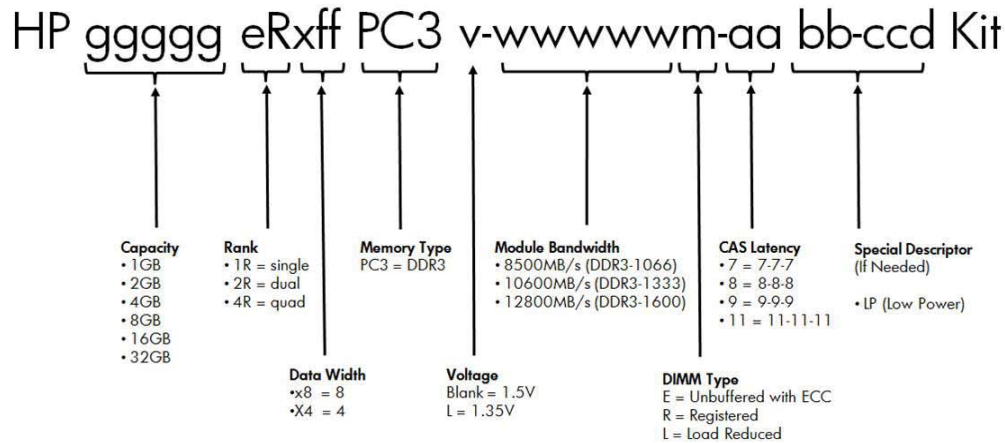 HP ggggg eRxff PC3 v-wwwwwm-aa bb-ccd Kit
Capacity
• 1GB
• 2GB
• 4GB
• 8GB
• 16GB
• 32GB
Rank
• 1R = single
• 2R = dual
• 4R = quad
Memory Type
PC3 = DDR3
Module Bandwidth
• 8500MB/s (DDR3-1066)
• 10600MB/s (DDR3-1333)
• 12800MB/s (DDR3-1600)
CAS Latency
• 7 = 7-7-7
• 8 = 8-8-8
• 9 = 9-9-9
• 11 = 11-11-11
Special Descriptor
(If Needed)
• LP (Low Power)
Data Width
•x8 = 8
•X4 = 4
Voltage
Blank = 1.5V
L = 1.35V
DIMM Type
E = Unbuffered with ECC
R = Registered
L = Load Reduced